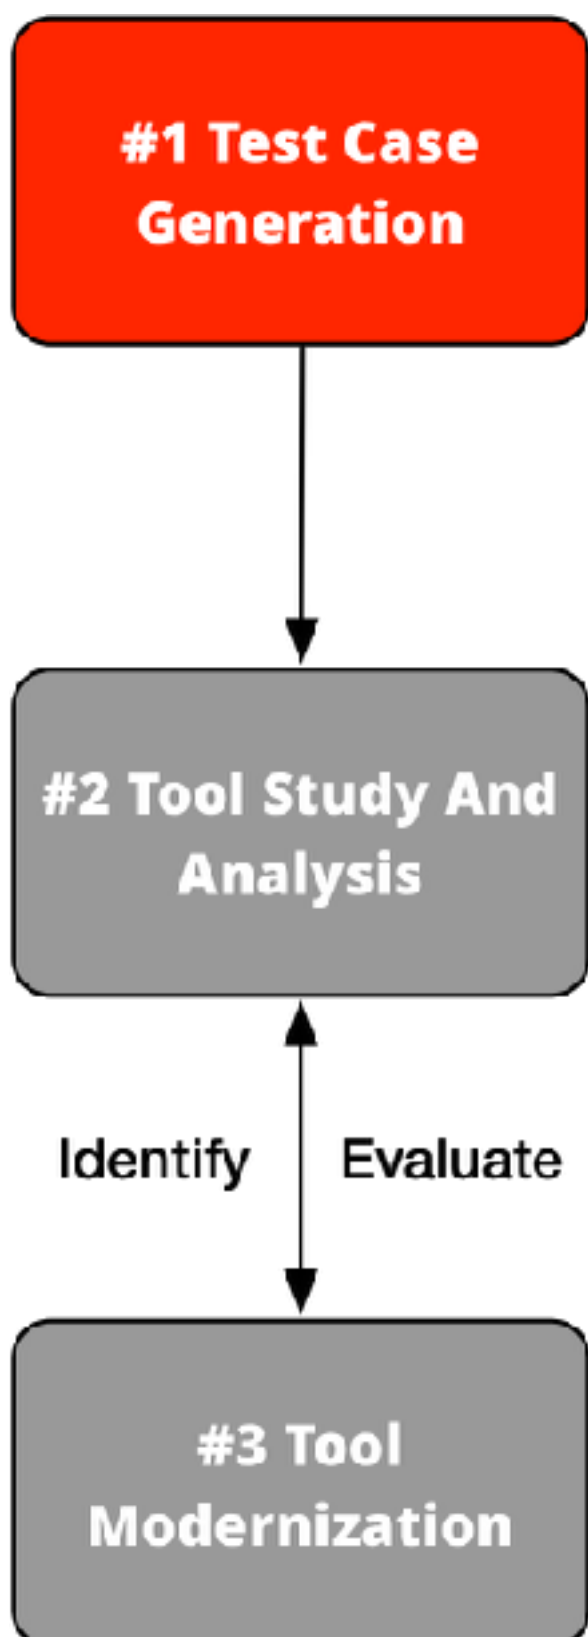 #1 Test Case
Generation
#2 Tool Study And
Analysis
Identify
Evaluate
#3 Tool
Modernization